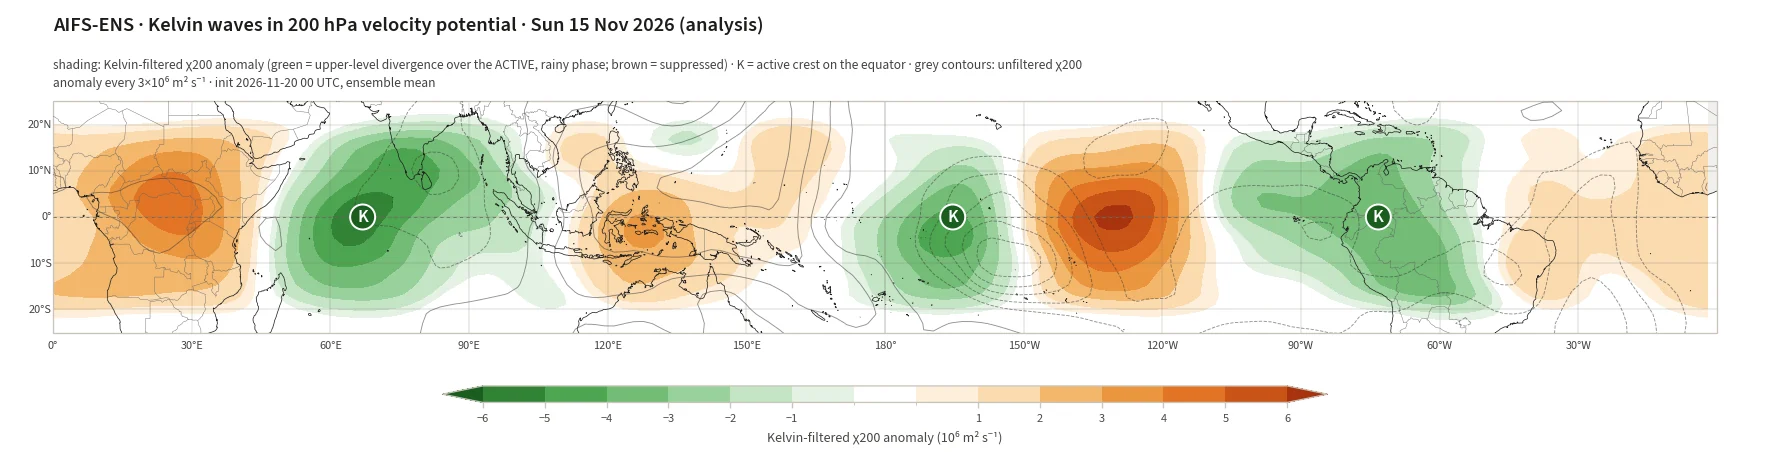 AIFS-ENS · Kelvin waves in 200 hPa velocity potential · Sun 15 Nov 2026 (analysis)
shading: Kelvin-filtered χ200 anomaly (green = upper-level divergence over the ACTIVE, rainy phase; brown = suppressed) · K = active crest on the equator · grey contours: unfiltered χ200
anomaly every 3×10⁶ m² s⁻¹ · init 2026-11-20 00 UTC, ensemble mean
20°N
10°N
0°
10°S
20°S
K K K
0° 30°E 60°E 90°E 120°E 150°E 180° 150°W 120°W 90°W 60°W 30°W
−6 −5 −4 −3 −2 −1 1 2 3 4 5 6
Kelvin-filtered χ200 anomaly (10⁶ m² s⁻¹)